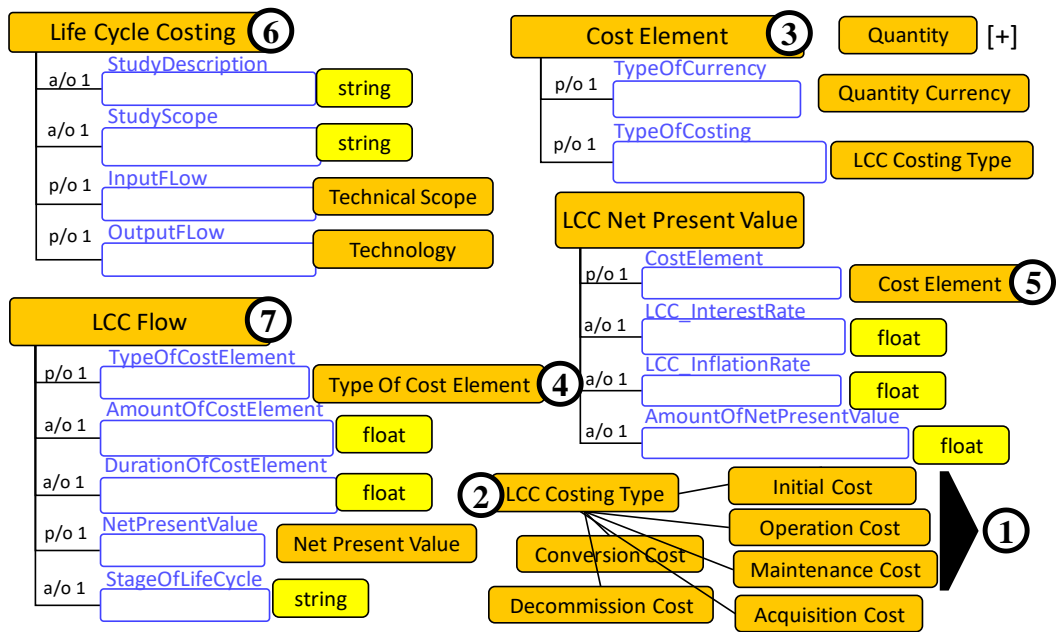 Life Cycle Costing 6
StudyDescription
a/o 1
string
StudyScope
a/o 1
string
InputFLow
p/o 1
Technical Scope
OutputFLow
p/o 1
Technology
Cost Element 3
Quantity [+]
TypeOfCurrency
p/o 1
Quantity Currency
TypeOfCosting
p/o 1
LCC Costing Type
LCC Net Present Value
CostElement
p/o 1
Cost Element 5
LCC_InterestRate
a/o 1
float
LCC_InflationRate
a/o 1
float
AmountOfNetPresentValue
a/o 1
float
LCC Flow 7
TypeOfCostElement
p/o 1
Type Of Cost Element 4
AmountOfCostElement
a/o 1
float
DurationOfCostElement
a/o 1
float
NetPresentValue
p/o 1
Net Present Value
StageOfLifeCycle
a/o 1
string
2 LCC Costing Type
Initial Cost
Operation Cost
1
Conversion Cost
Maintenance Cost
Decommission Cost
Acquisition Cost